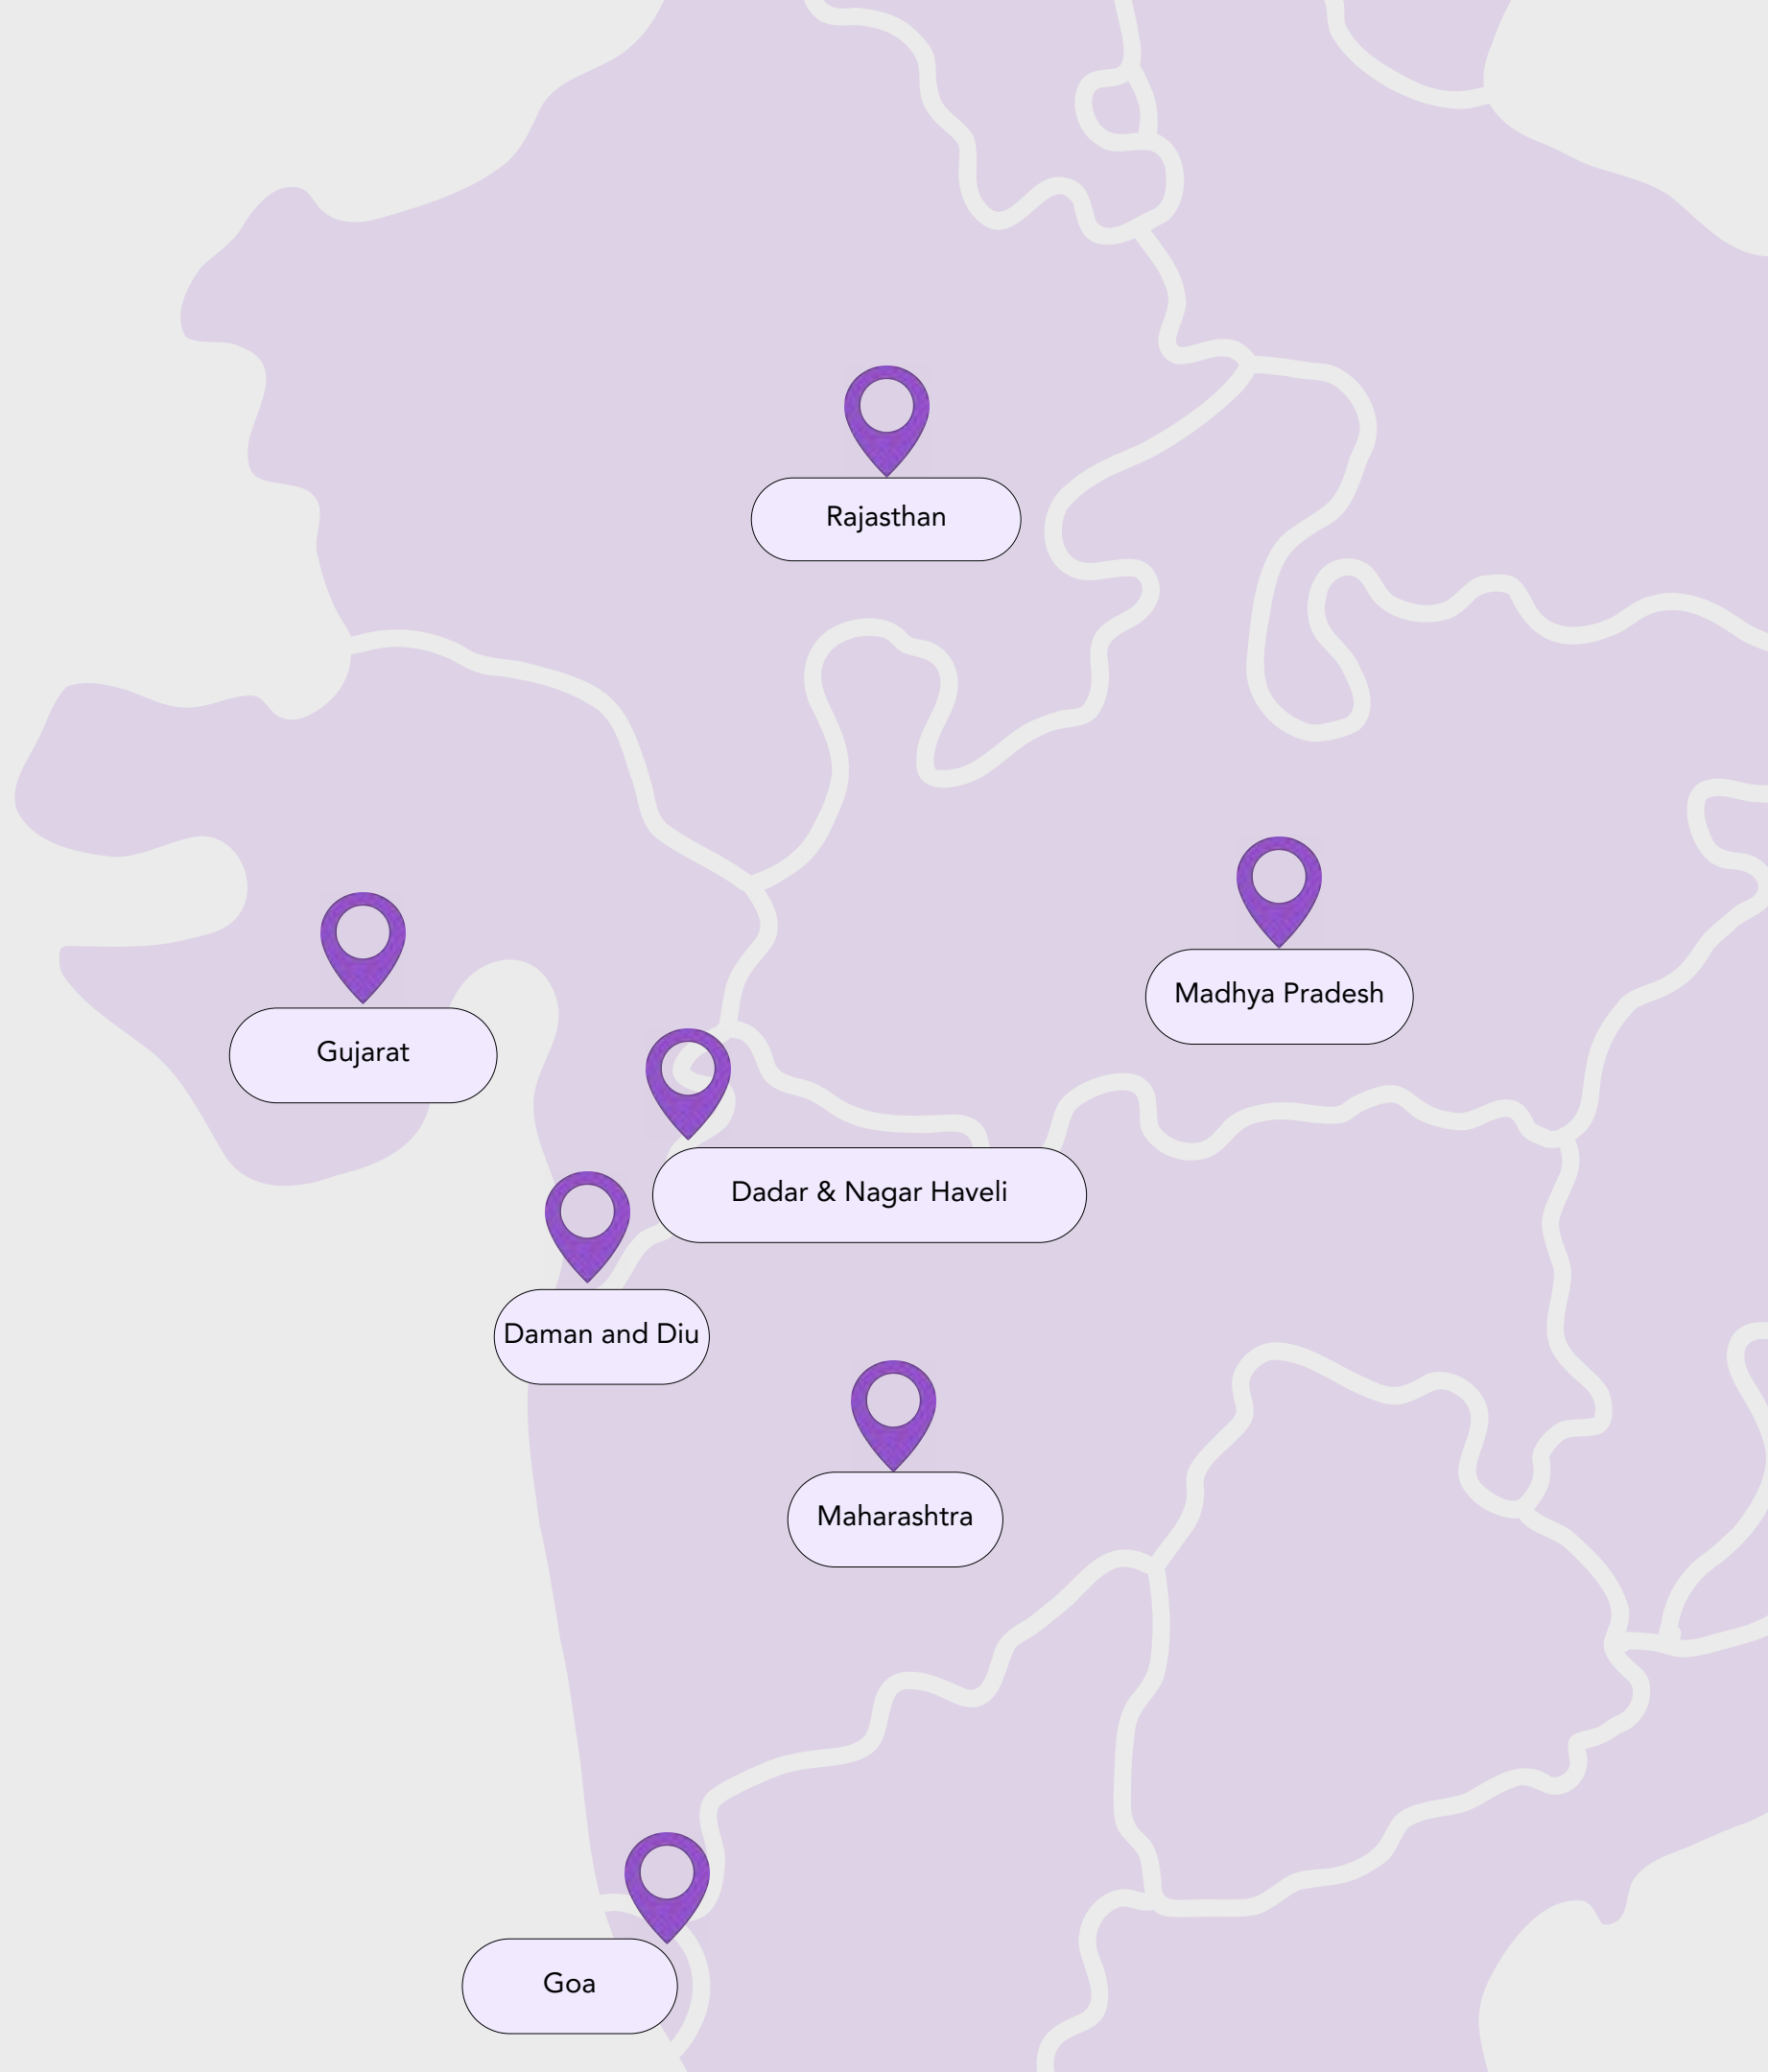 Rajasthan
Madhya Pradesh
Gujarat
Dadar & Nagar Haveli
Daman and Diu
Maharashtra
Goa